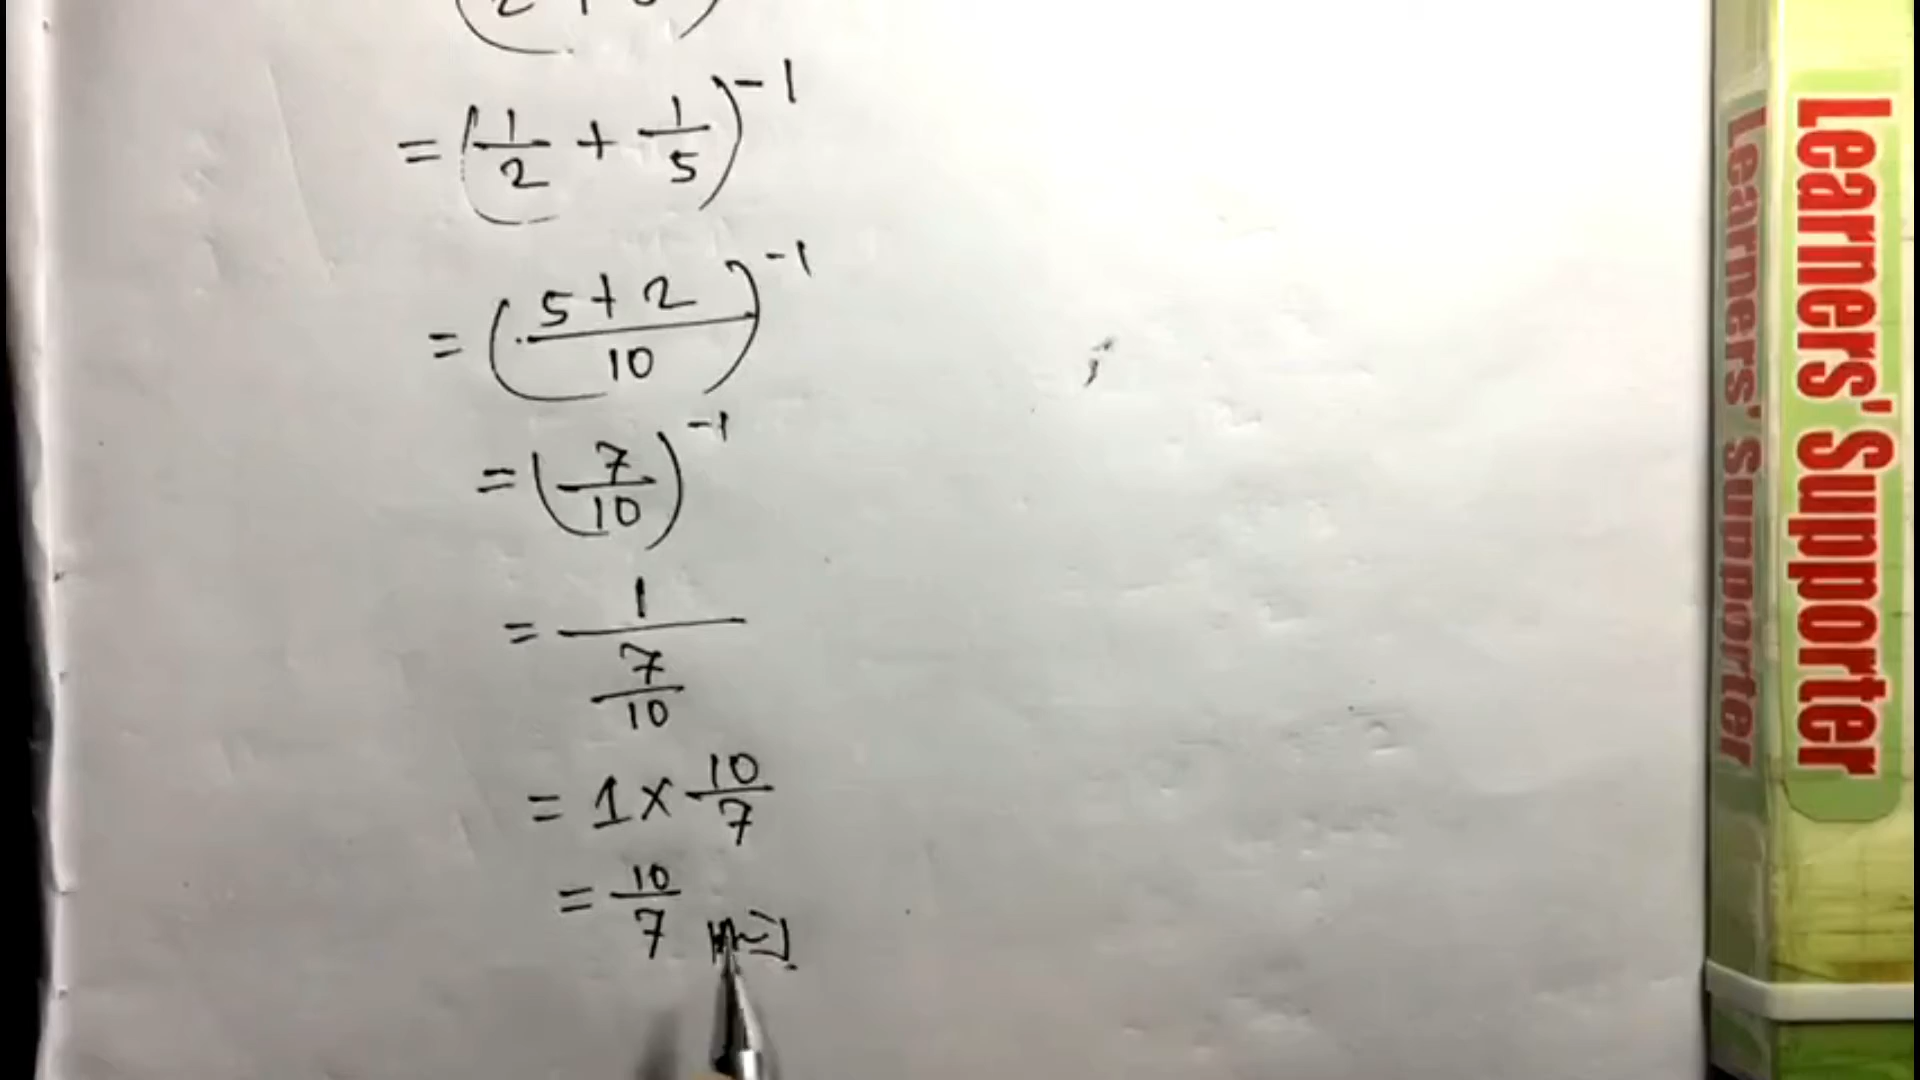 = (1/2 + 1/5)^-1
= (5+2/10)^-1
= (7/10)^-1
= 1/(7/10)
= 1 × 10/7
= 10/7
Learners' Supporter
Learners' Supporter